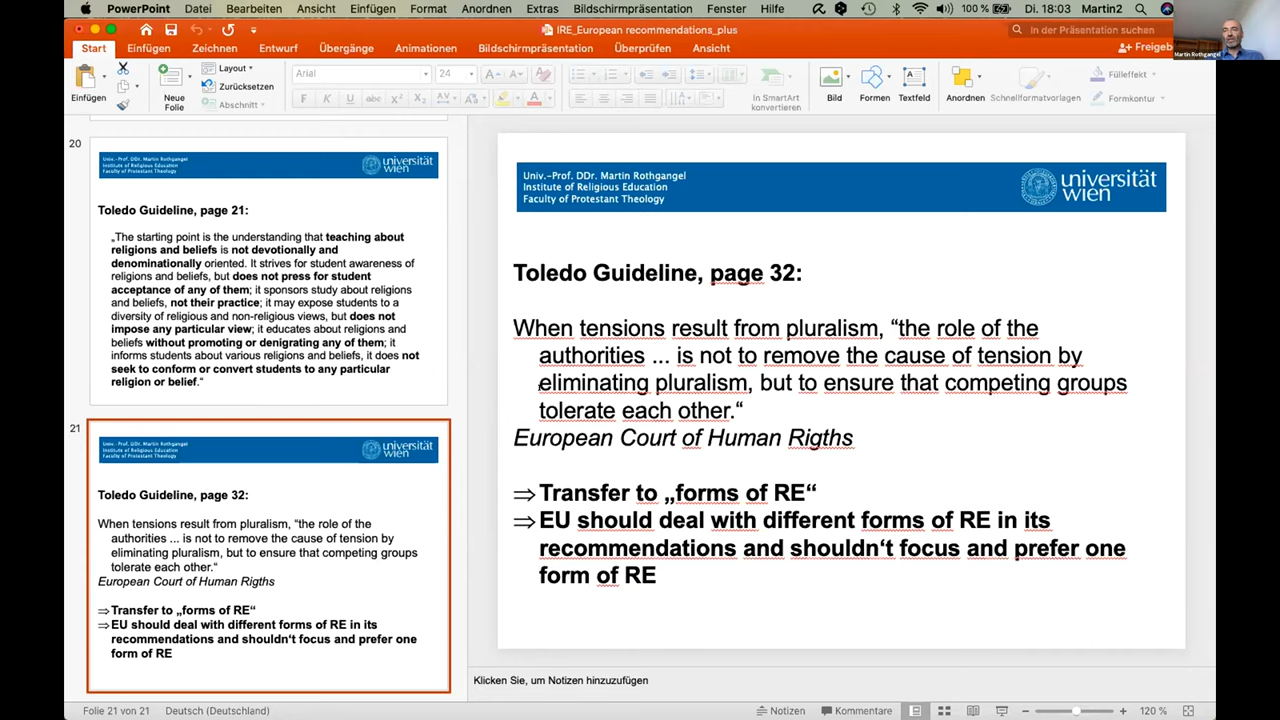 PowerPoint Datei Bearbeiten Ansicht Einfügen Format Anordnen Extras Bildschirmpräsentation Fenster Hilfe 100 % Di. 18:03 Martin2
IRE_European recommendations_plus
In der Präsentation suchen
Martin Rothgangel
Start Einfügen Zeichnen Entwurf Übergänge Animationen Bildschirmpräsentation Überprüfen Ansicht
Freigeb
Einfügen
Neue
Folie
Layout
Zurücksetzen
Abschnitt
Arial 24
F K U abc X² X₂
In SmartArt
konvertieren
Bild
Formen
Textfeld
Anordnen
Schnellformatvorlagen
Fülleffekt
Formkontur
20
Univ.-Prof. DDr. Martin Rothgangel
Institute of Religious Education
Faculty of Protestant Theology
universität
wien
Toledo Guideline, page 21:
„The starting point is the understanding that teaching about
religions and beliefs is not devotionally and
denominationally oriented. It strives for student awareness of
religions and beliefs, but does not press for student
acceptance of any of them; it sponsors study about religions
and beliefs, not their practice; it may expose students to a
diversity of religious and non-religious views, but does not
impose any particular view; it educates about religions and
beliefs without promoting or denigrating any of them; it
informs students about various religions and beliefs, it does not
seek to conform or convert students to any particular
religion or belief.“
21
Univ.-Prof. DDr. Martin Rothgangel
Institute of Religious Education
Faculty of Protestant Theology
universität
wien
Toledo Guideline, page 32:
When tensions result from pluralism, “the role of the
authorities ... is not to remove the cause of tension by
eliminating pluralism, but to ensure that competing groups
tolerate each other.“
European Court of Human Rigths
⇒ Transfer to „forms of RE“
⇒ EU should deal with different forms of RE in its
recommendations and shouldn‘t focus and prefer one
form of RE
Univ.-Prof. DDr. Martin Rothgangel
Institute of Religious Education
Faculty of Protestant Theology
universität
wien
Toledo Guideline, page 32:
When tensions result from pluralism, “the role of the
authorities ... is not to remove the cause of tension by
eliminating pluralism, but to ensure that competing groups
tolerate each other.“
European Court of Human Rigths
⇒ Transfer to „forms of RE“
⇒ EU should deal with different forms of RE in its
recommendations and shouldn‘t focus and prefer one
form of RE
Klicken Sie, um Notizen hinzuzufügen
Folie 21 von 21 Deutsch (Deutschland) Notizen Kommentare 120 %